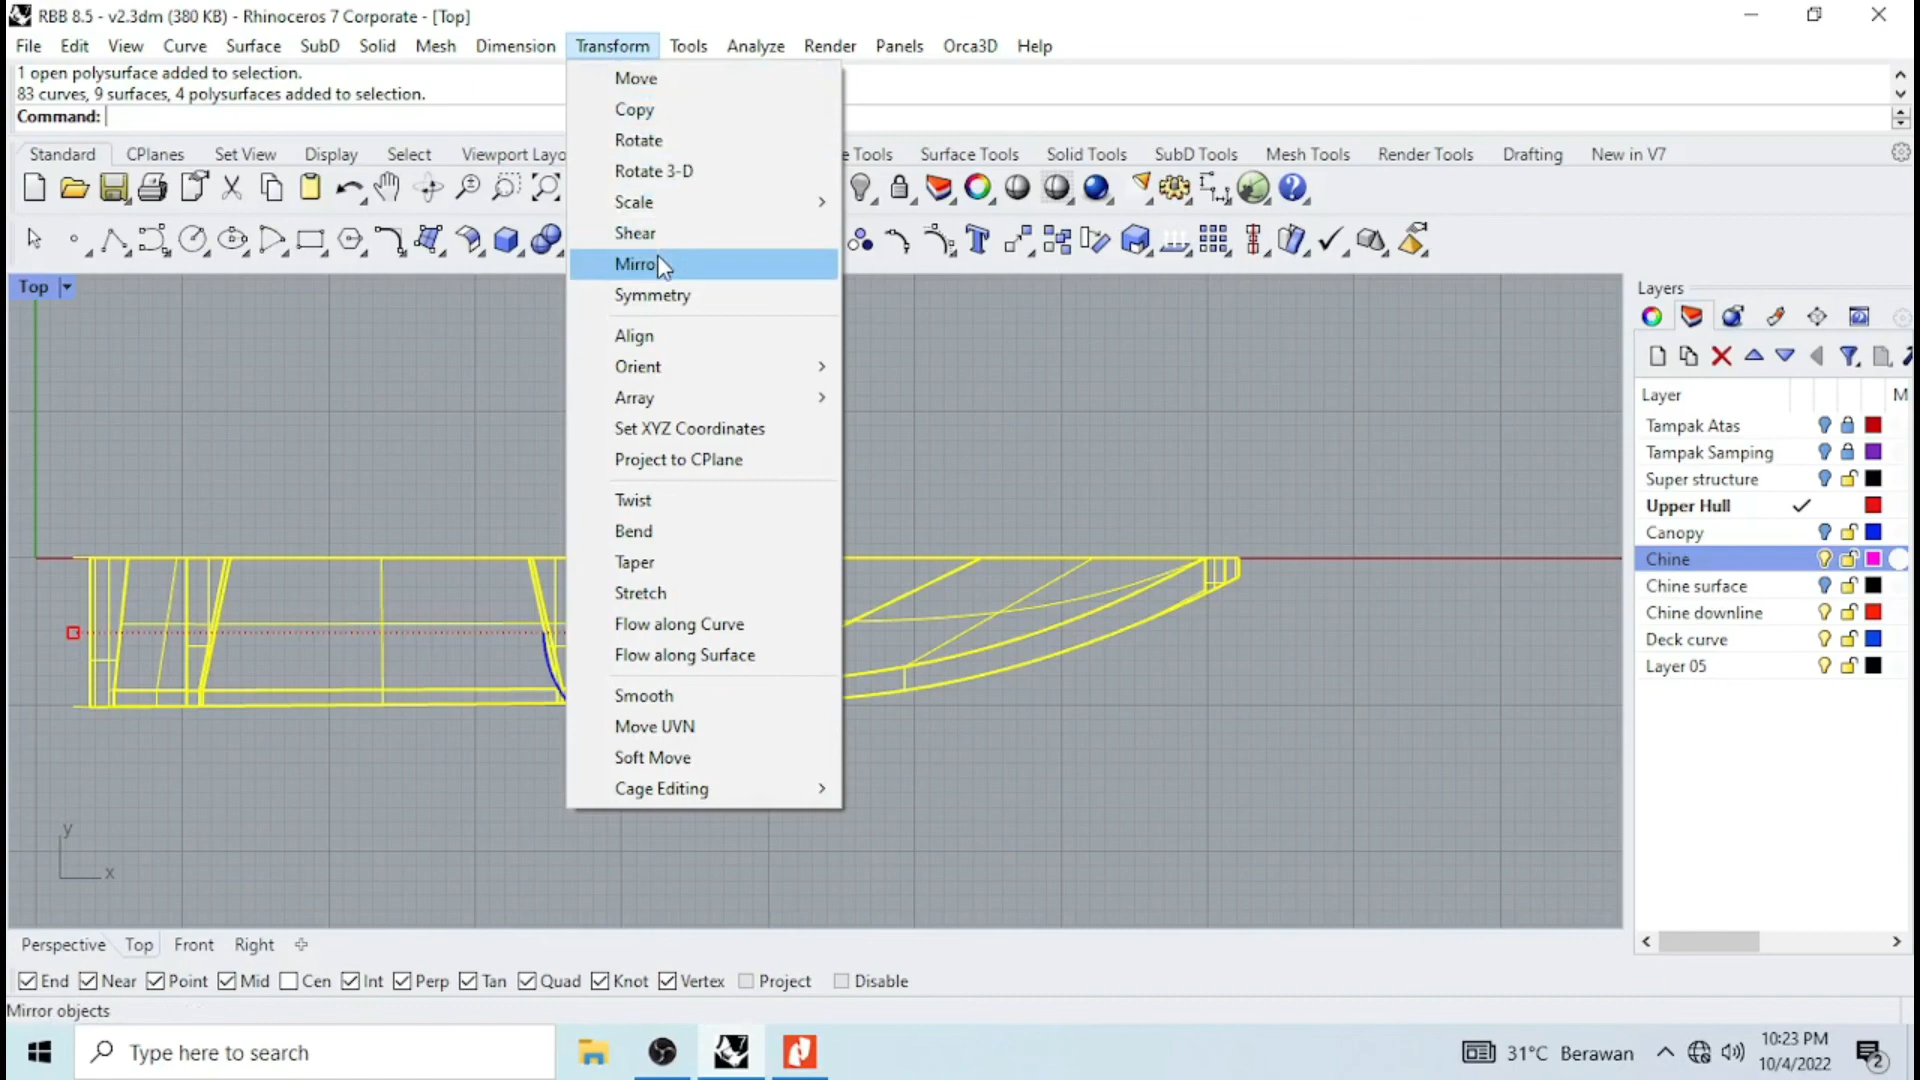 RBB 8.5 - v2.3dm (380 KB) - Rhinoceros 7 Corporate - [Top]
File Edit View Curve Surface SubD Solid Mesh Dimension Transform Tools Analyze Render Panels Orca3D Help
1 open polysurface added to selection.
83 curves, 9 surfaces, 4 polysurfaces added to selection.
Command:
Standard CPlanes Set View Display Select Viewport Layo e Tools Surface Tools Solid Tools SubD Tools Mesh Tools Render Tools Drafting New in V7
Move
Copy
Rotate
Rotate 3-D
Scale
Shear
Mirro
Symmetry
Align
Orient
Array
Set XYZ Coordinates
Project to CPlane
Twist
Bend
Taper
Stretch
Flow along Curve
Flow along Surface
Smooth
Move UVN
Soft Move
Cage Editing
Top
y
x
Layers
Layer M
Tampak Atas
Tampak Samping
Super structure
Upper Hull
Canopy
Chine
Chine surface
Chine downline
Deck curve
Layer 05
Perspective Top Front Right
End Near Point Mid Cen Int Perp Tan Quad Knot Vertex Project Disable
Mirror objects
Type here to search
31°C Berawan
10:23 PM
10/4/2022
2